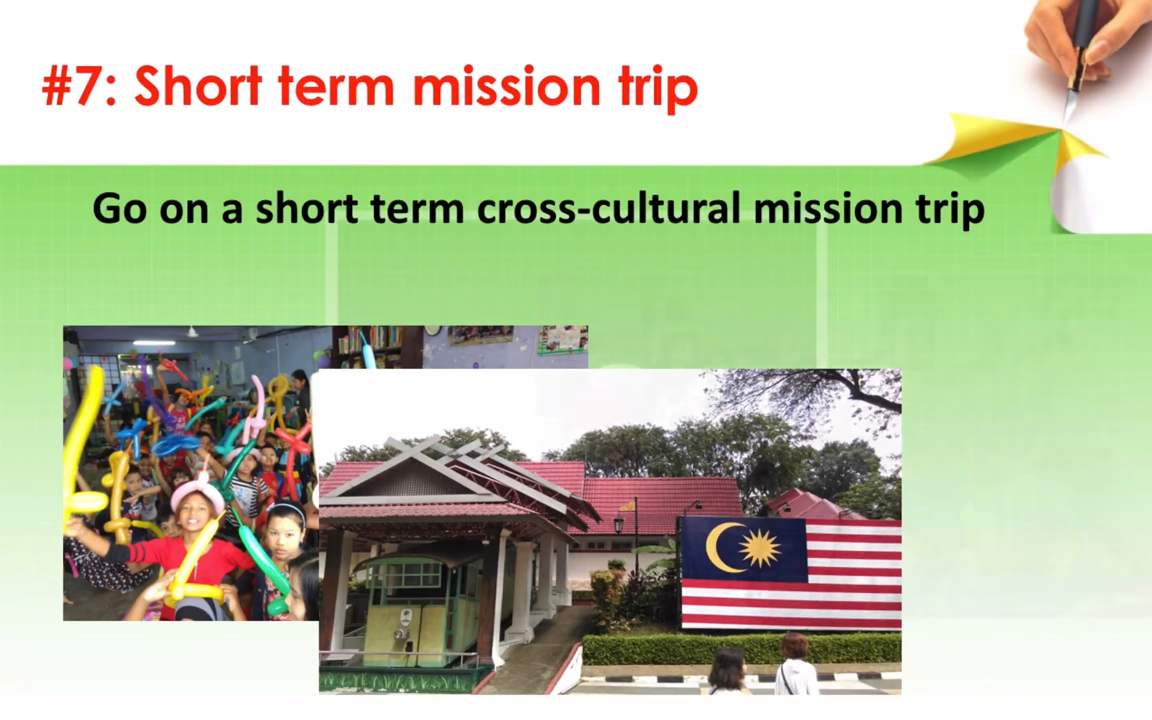 #7: Short term mission trip
Go on a short term cross-cultural mission trip